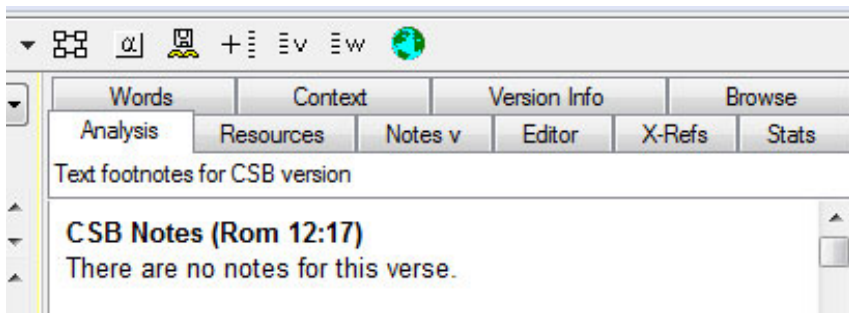 α +⋮ ⋮v ⋮w
Words Context Version Info Browse
Analysis Resources Notes v Editor X-Refs Stats
Text footnotes for CSB version
CSB Notes (Rom 12:17)
There are no notes for this verse.